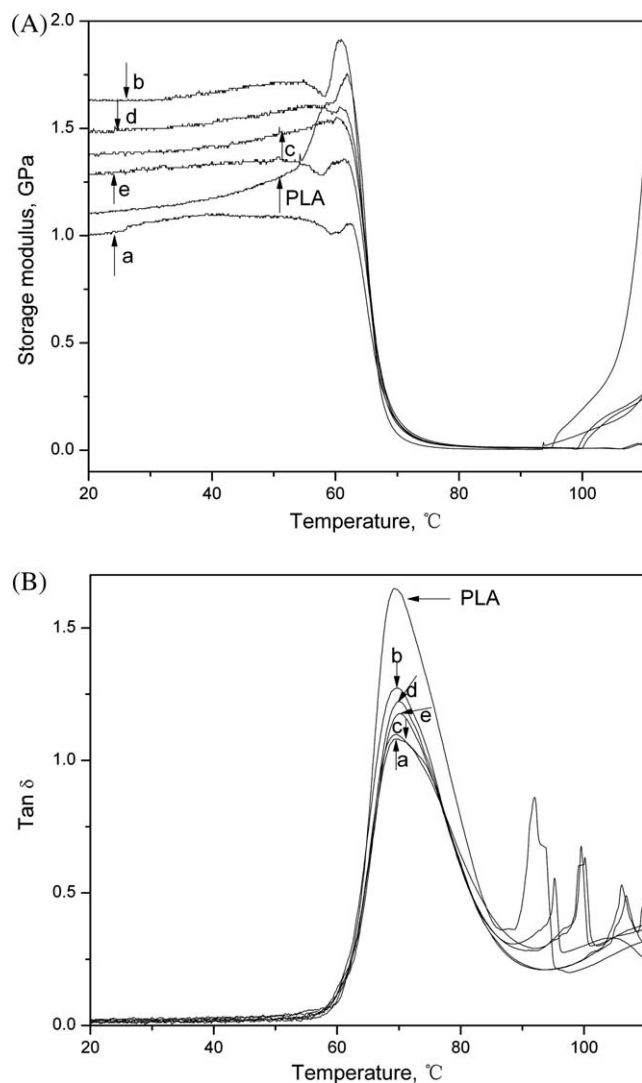 (A)
2.0
b
d
1.5
c
e
PLA
1.0
a
0.5
0.0
Storage modulus, GPa
20 40 60 80 100
Temperature, ℃
(B)
1.5
PLA
b
d
e
c
1.0
a
0.5
0.0
Tan δ
20 40 60 80 100
Temperature, ℃